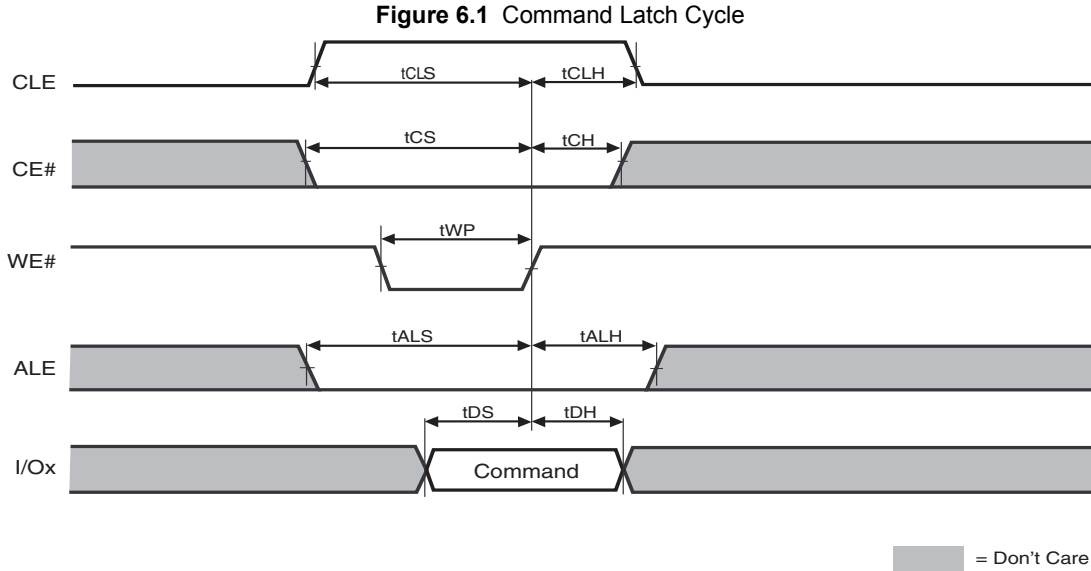 Figure 6.1 Command Latch Cycle
CLE
tCLS
tCLH
CE#
tCS
tCH
WE#
tWP
ALE
tALS
tALH
I/Ox
tDS
tDH
Command
= Don't Care